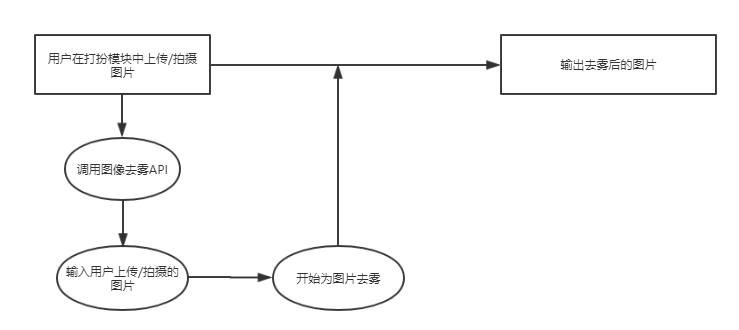 用户在打扮模块中上传/拍摄
图片
输出去雾后的图片
调用图像去雾API
输入用户上传/拍摄的
图片
开始为图片去雾